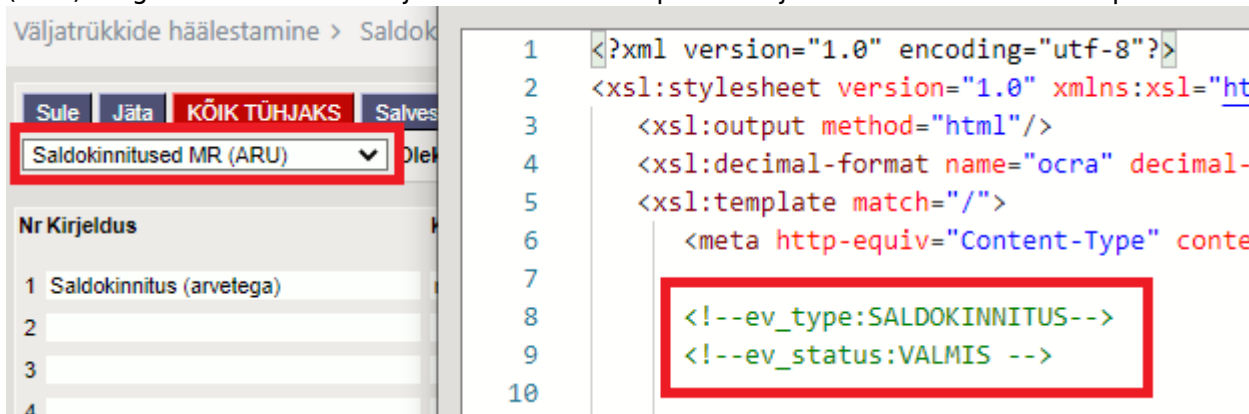 Väljatrükkide häälestamine > Saldok
Sule Jäta KÕIK TÜHJAKS Salves
Saldokinnitused MR (ARU)
Nr Kirjeldus
1 Saldokinnitus (arvetega)
2
3
4
1 <?xml version="1.0" encoding="utf-8"?>
2 <xsl:stylesheet version="1.0" xmlns:xsl="ht
3 <xsl:output method="html"/>
4 <xsl:decimal-format name="ocra" decimal-
5 <xsl:template match="/">
6 <meta http-equiv="Content-Type" conte
7
8 <!--ev_type:SALDOKINNITUS-->
9 <!--ev_status:VALMIS -->
10